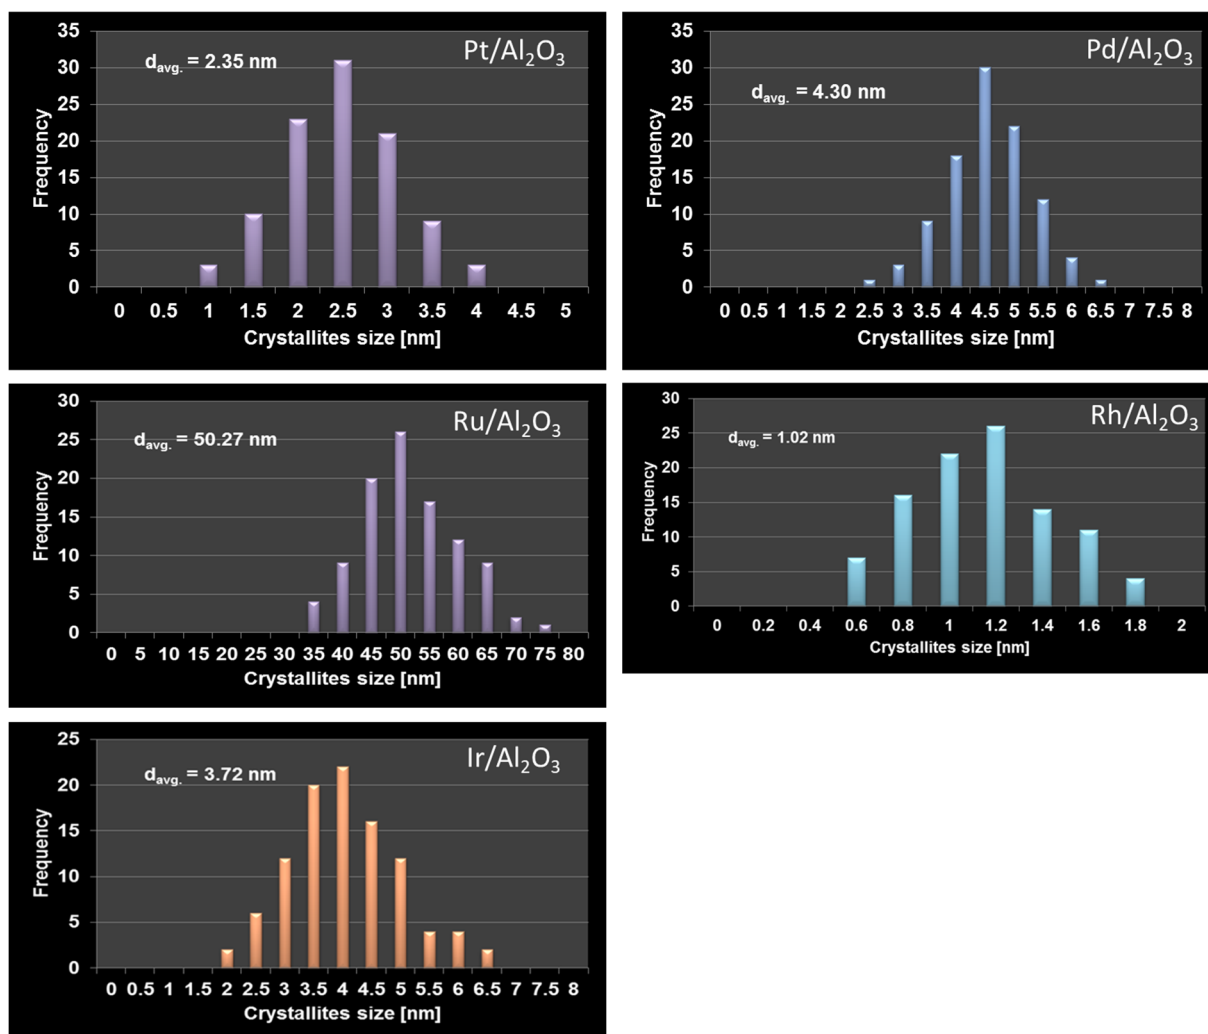 Pt/Al₂O₃
davg. = 2.35 nm
Frequency
35
30
25
20
15
10
5
0
0 0.5 1 1.5 2 2.5 3 3.5 4 4.5 5
Crystallites size [nm]
Pd/Al₂O₃
davg. = 4.30 nm
Frequency
35
30
25
20
15
10
5
0
0 0.5 1 1.5 2 2.5 3 3.5 4 4.5 5 5.5 6 6.5 7 7.5 8
Crystallites size [nm]
Ru/Al₂O₃
davg. = 50.27 nm
Frequency
30
25
20
15
10
5
0
0 5 10 15 20 25 30 35 40 45 50 55 60 65 70 75 80
Crystallites size [nm]
Rh/Al₂O₃
davg. = 1.02 nm
Frequency
30
25
20
15
10
5
0
0 0.2 0.4 0.6 0.8 1 1.2 1.4 1.6 1.8 2
Crystallites size [nm]
Ir/Al₂O₃
davg. = 3.72 nm
Frequency
25
20
15
10
5
0
0 0.5 1 1.5 2 2.5 3 3.5 4 4.5 5 5.5 6 6.5 7 7.5 8
Crystallites size [nm]